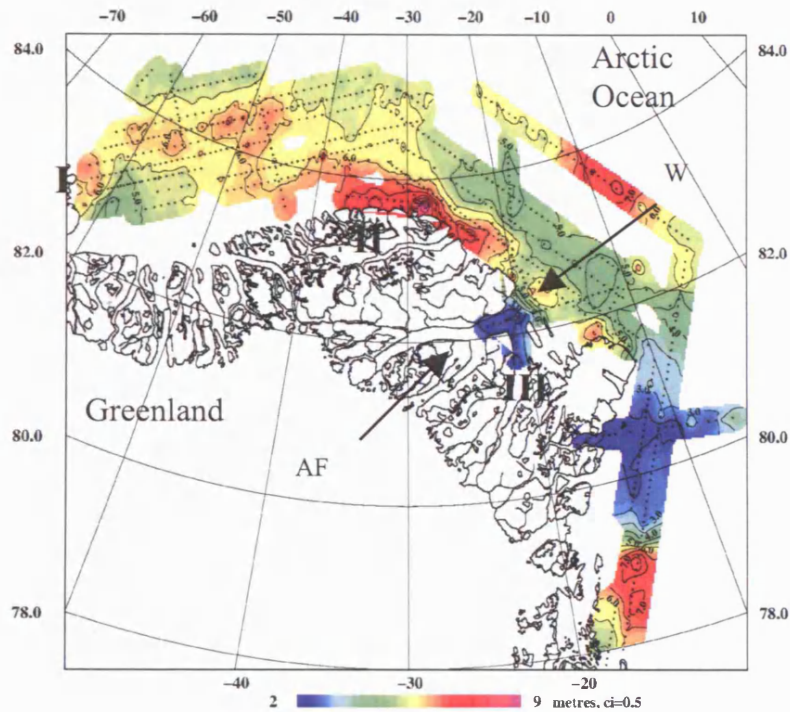 -70 -60 -50 -40 -30 -20 -10 0 10
84.0 84.0
Arctic
Ocean
I
W
82.0 82.0
II
III
Greenland
80.0 80.0
AF
78.0 78.0
-40 -30 -20
2 9 metres, ci=0.5